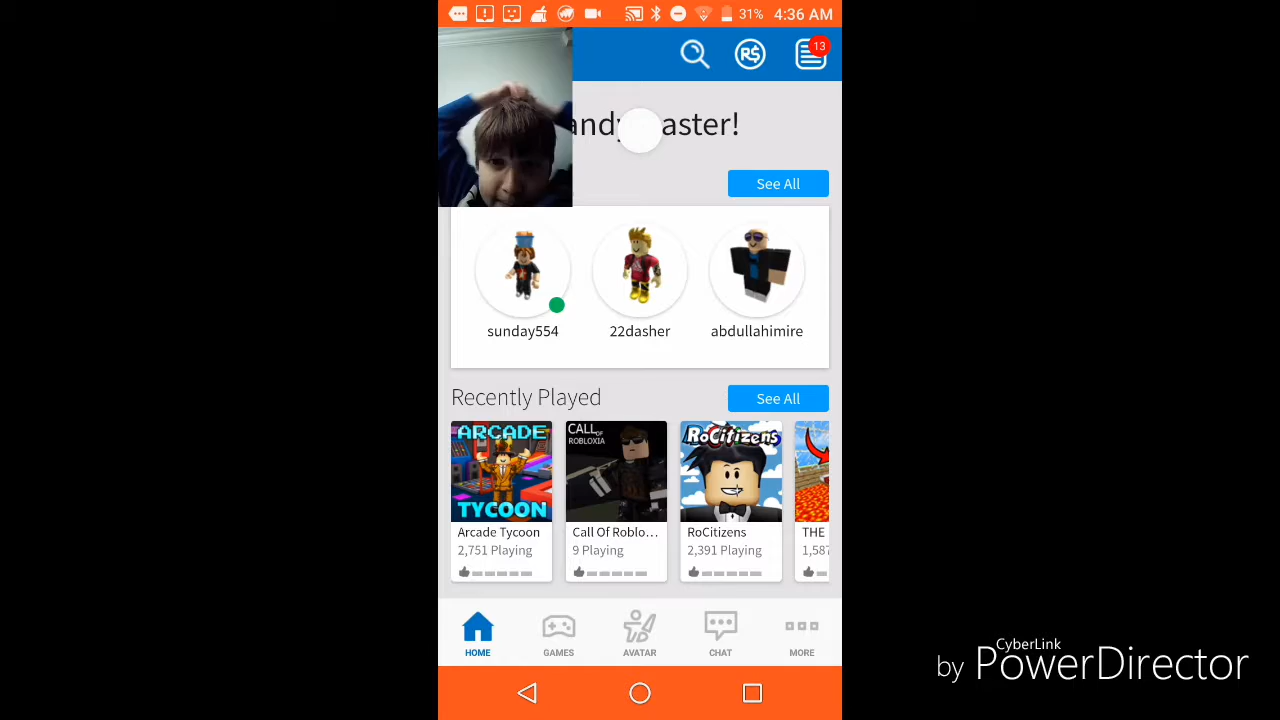 31% 4:36 AM
R$
13
See All
sunday554
22dasher
abdullahimire
Recently Played
See All
ARCADE
TYCOON
CALL OF
ROBLOXIA
RoCitizens
Arcade Tycoon
2,751 Playing
Call Of Roblo...
9 Playing
RoCitizens
2,391 Playing
THE
HOME
GAMES
AVATAR
CHAT
MORE
CyberLink
by PowerDirector